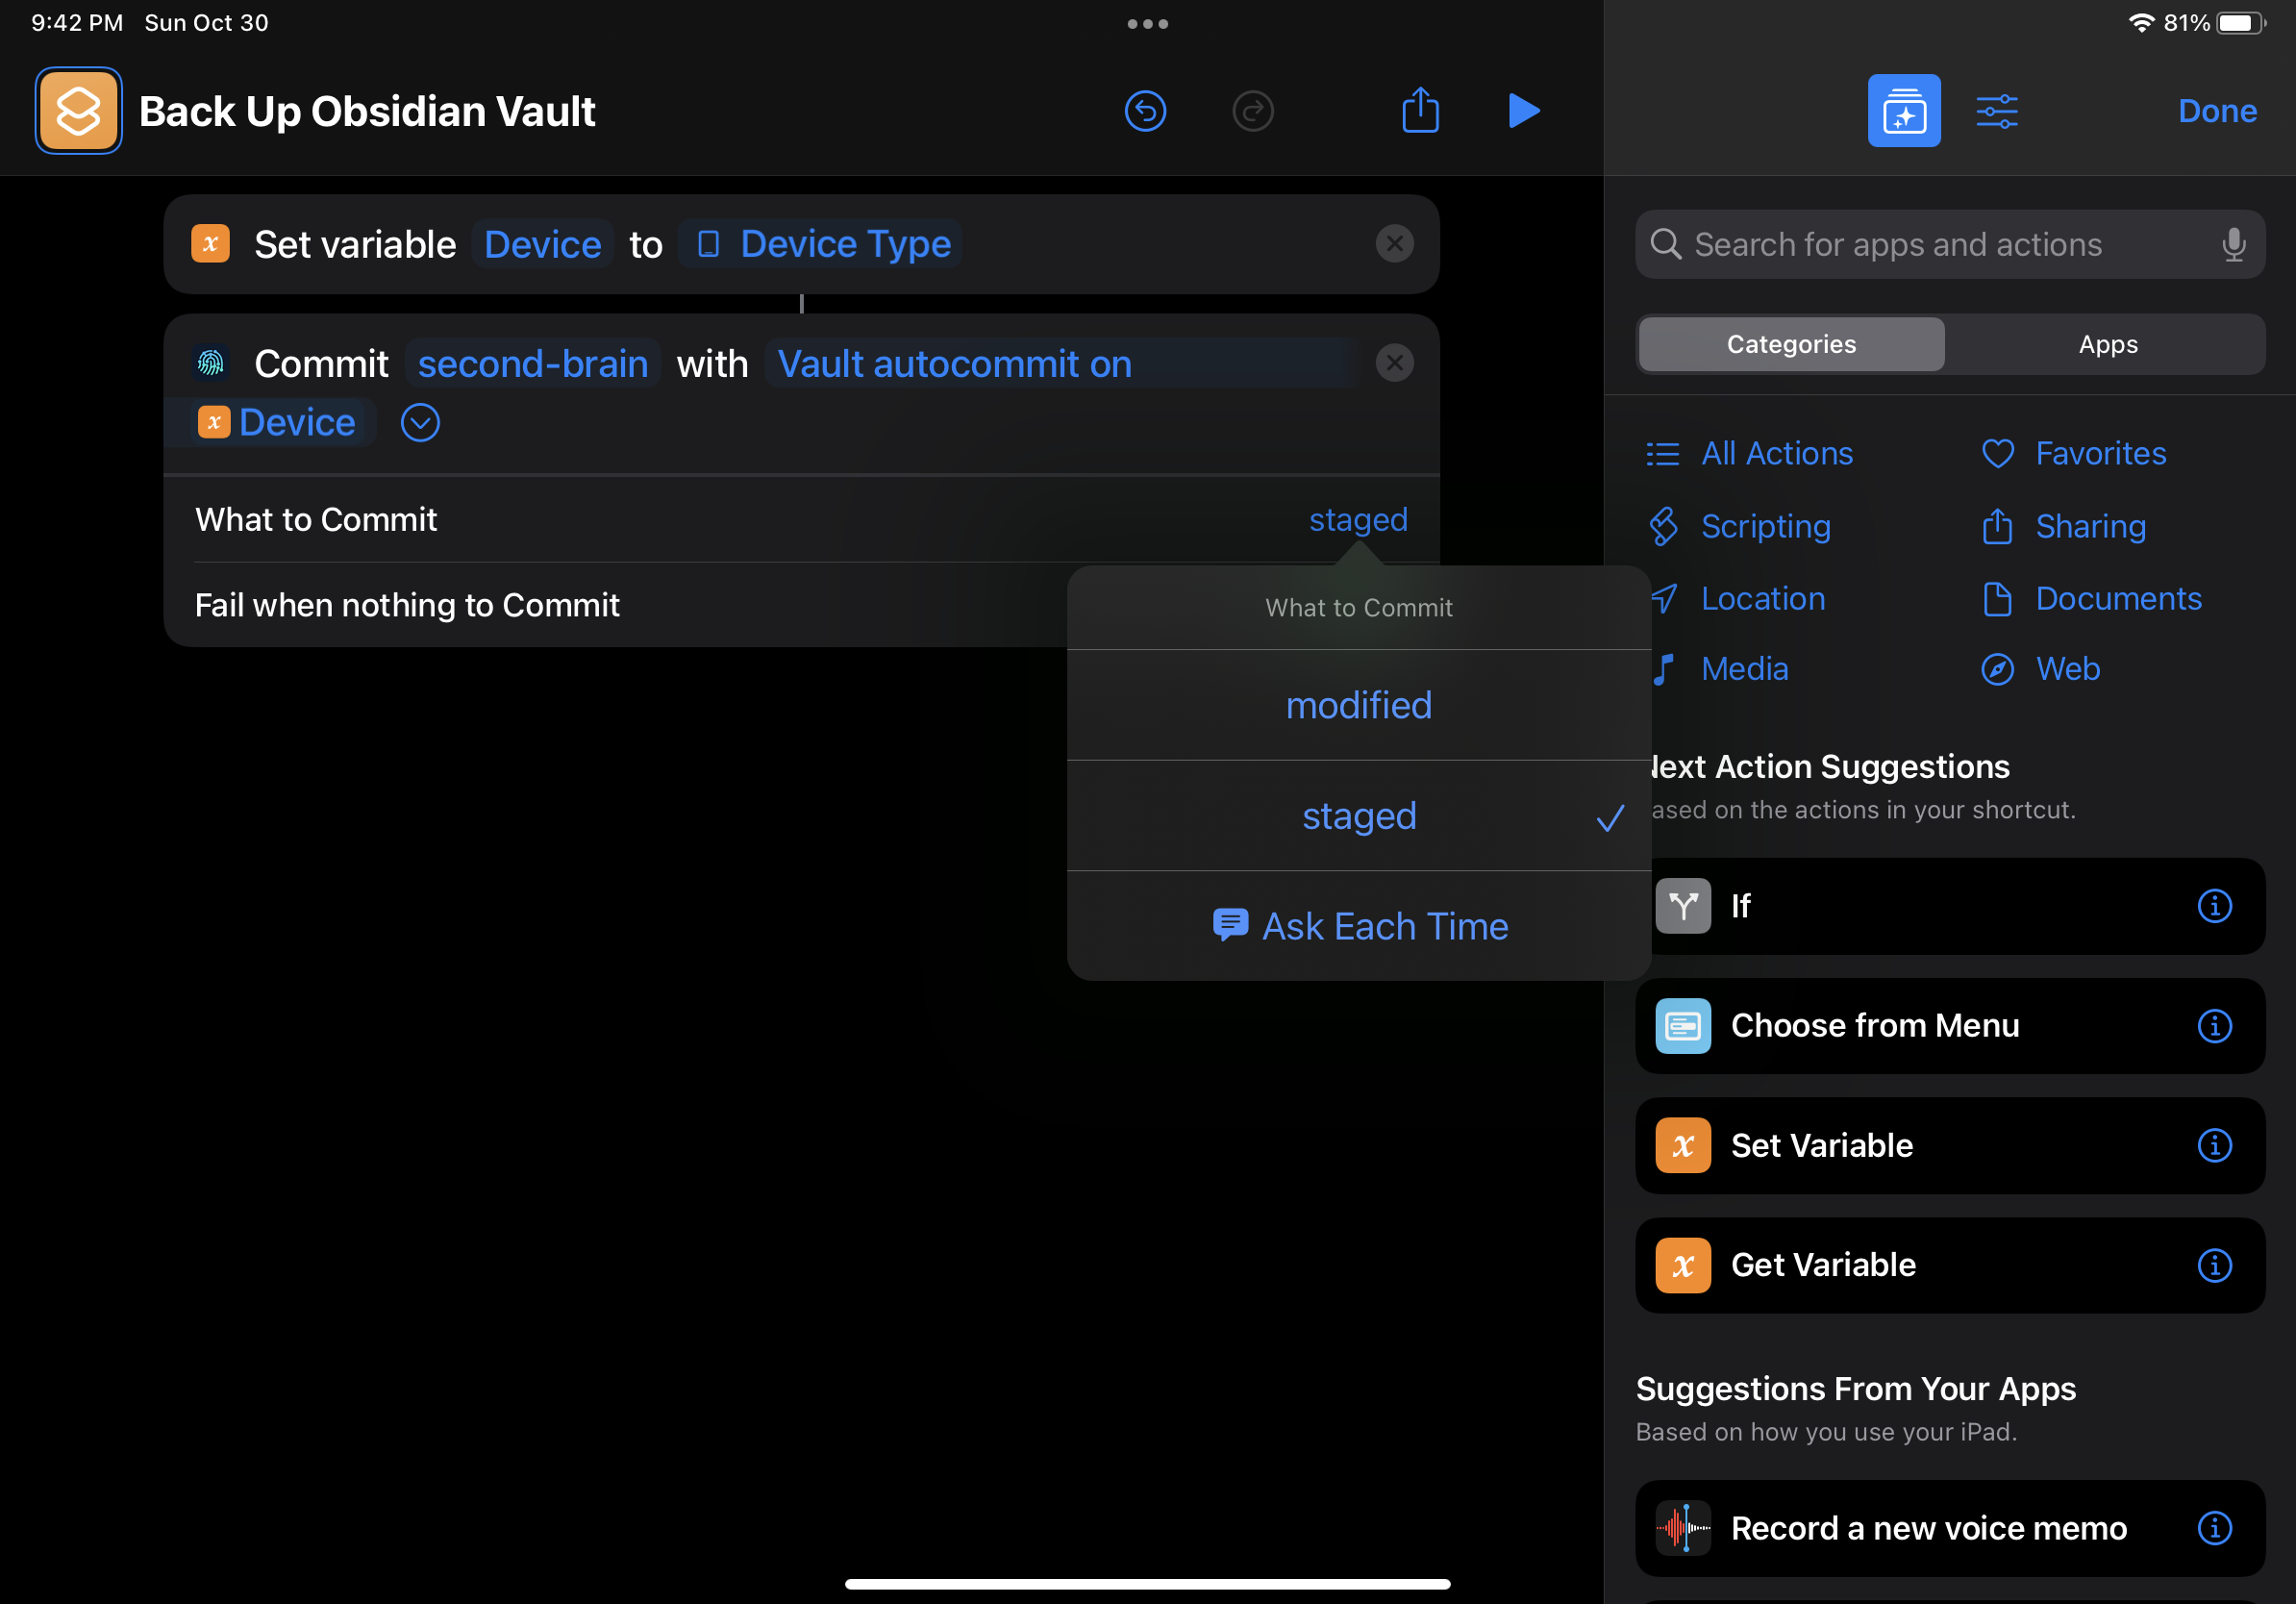 9:42 PM Sun Oct 30
81%
Back Up Obsidian Vault
Done
Set variable Device to Device Type
Commit second-brain with Vault autocommit on
Device
What to Commit staged
Fail when nothing to Commit
What to Commit
modified
staged
Ask Each Time
Search for apps and actions
Categories Apps
All Actions Favorites
Scripting Sharing
Location Documents
Media Web
Next Action Suggestions
ased on the actions in your shortcut.
If
Choose from Menu
Set Variable
Get Variable
Suggestions From Your Apps
Based on how you use your iPad.
Record a new voice memo